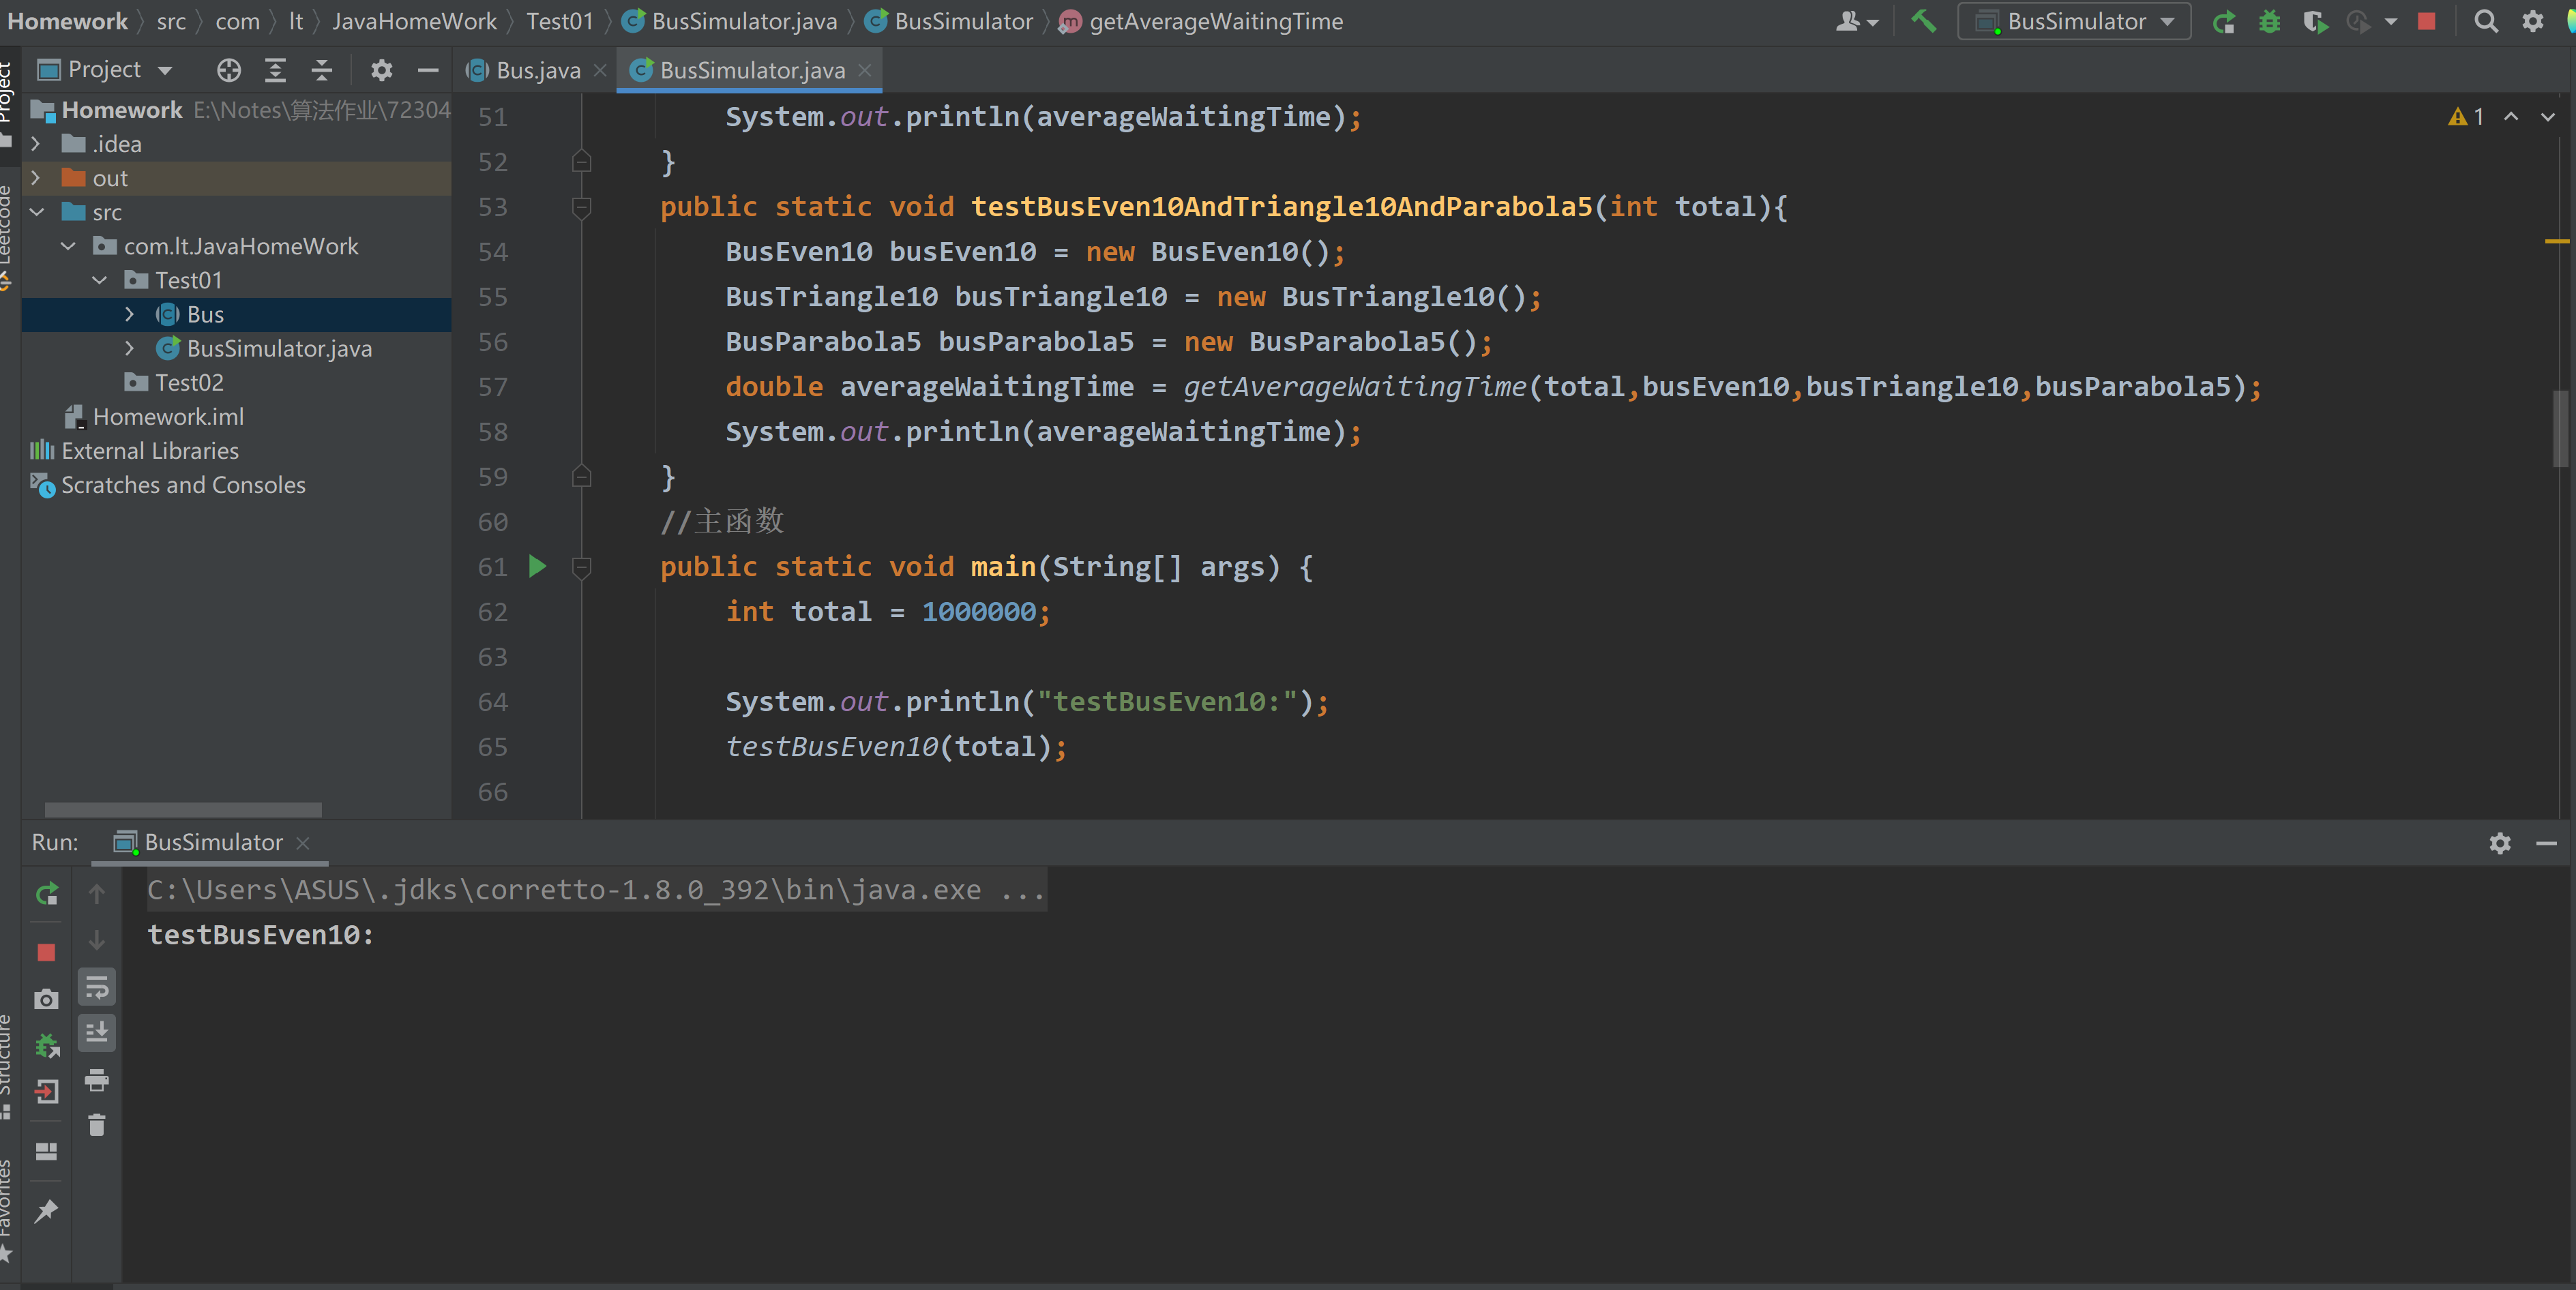 Homework src com lt JavaHomeWork Test01 BusSimulator.java BusSimulator getAverageWaitingTime
BusSimulator
Project
Project
Bus.java
BusSimulator.java
Homework E:\Notes\算法作业\72304
.idea
out
src
com.lt.JavaHomeWork
Test01
Bus
BusSimulator.java
Test02
Homework.iml
External Libraries
Scratches and Consoles
Leetcode
Structure
Favorites
1
51 System.out.println(averageWaitingTime);
52 }
53 public static void testBusEven10AndTriangle10AndParabola5(int total){
54 BusEven10 busEven10 = new BusEven10();
55 BusTriangle10 busTriangle10 = new BusTriangle10();
56 BusParabola5 busParabola5 = new BusParabola5();
57 double averageWaitingTime = getAverageWaitingTime(total,busEven10,busTriangle10,busParabola5);
58 System.out.println(averageWaitingTime);
59 }
60 //主函数
61 public static void main(String[] args) {
62 int total = 1000000;
63
64 System.out.println("testBusEven10:");
65 testBusEven10(total);
66
Run: BusSimulator
C:\Users\ASUS\.jdks\corretto-1.8.0_392\bin\java.exe ...
testBusEven10: